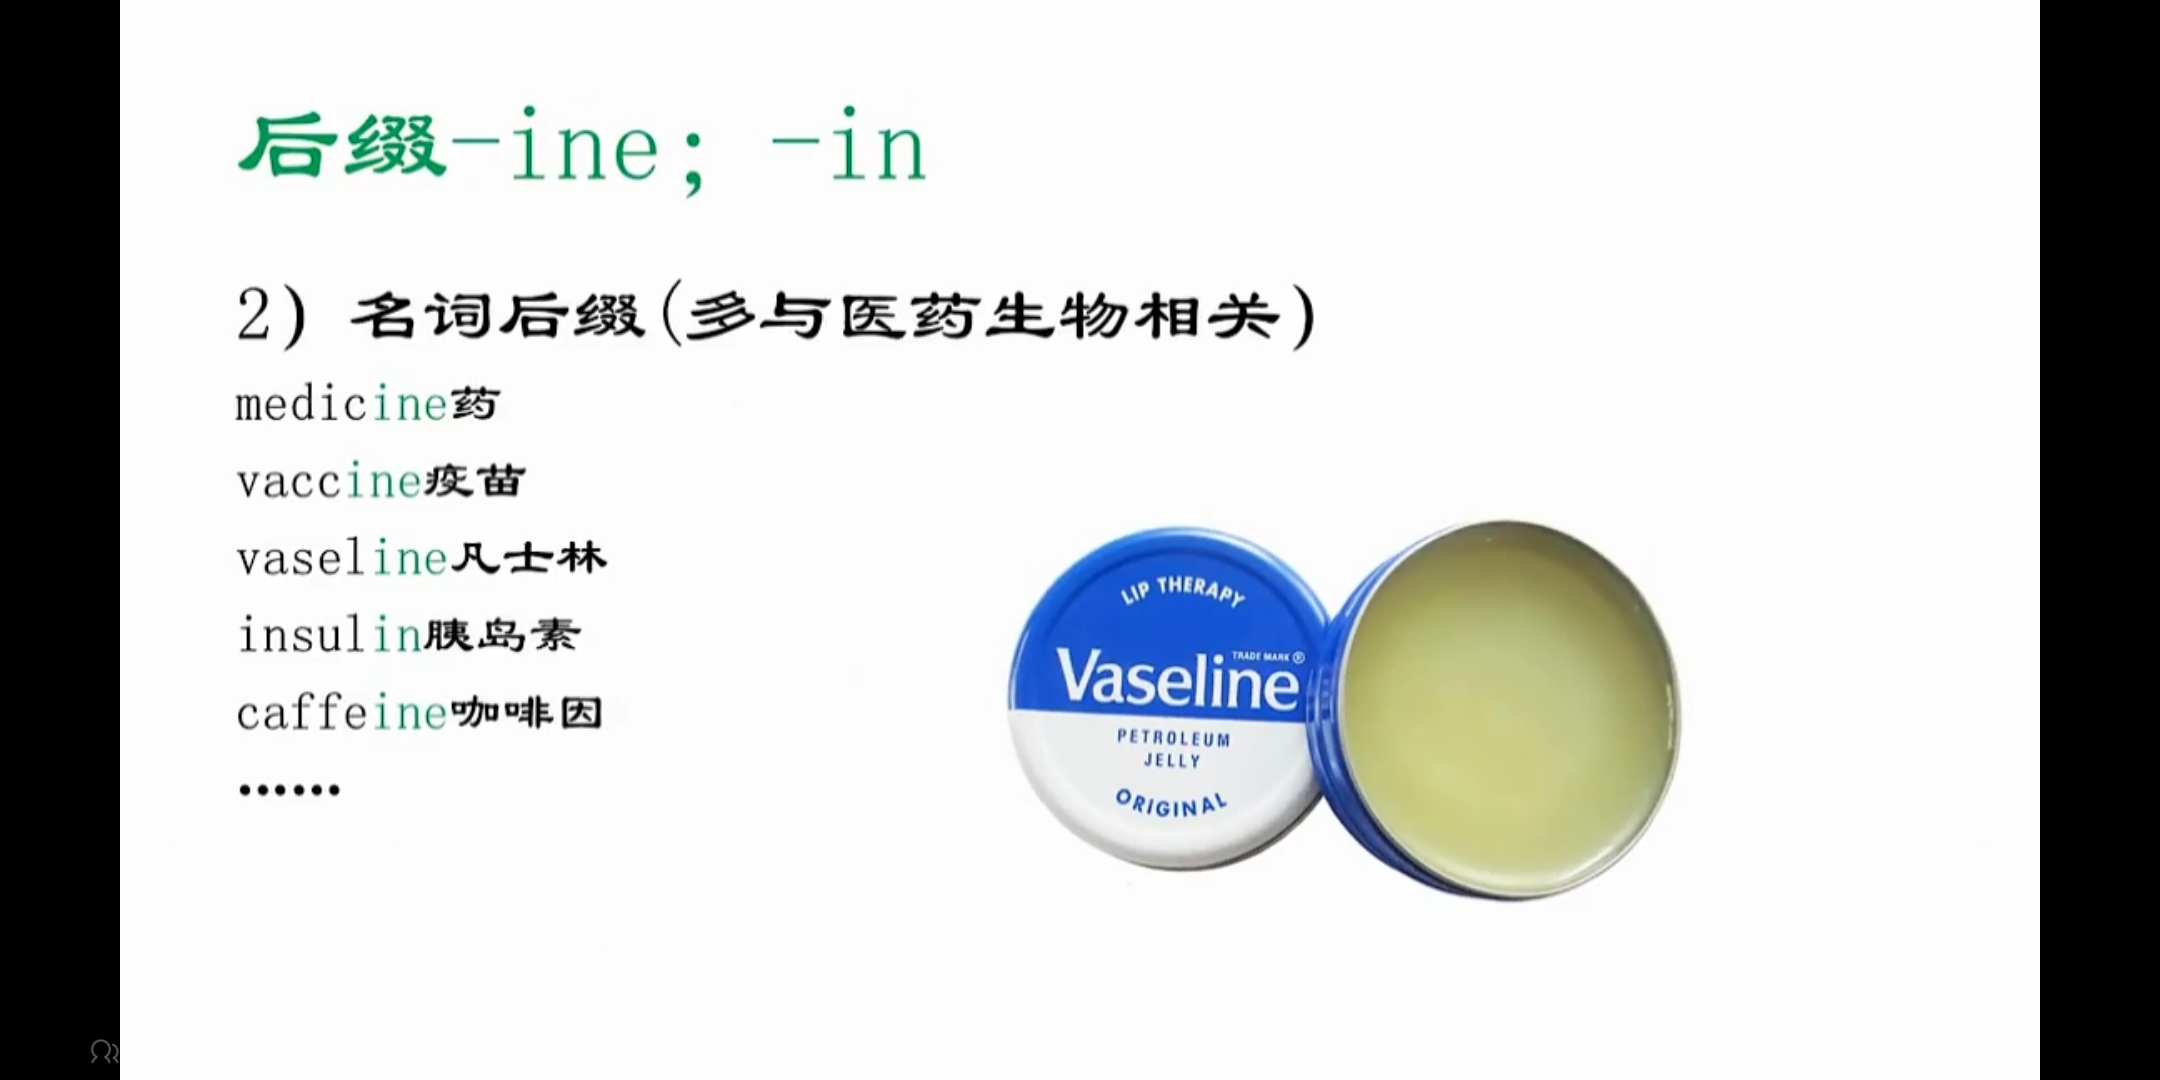 后缀-ine；-in
2) 名词后缀(多与医药生物相关)
medicine药
vaccine疫苗
vaseline凡士林
insulin胰岛素
caffeine咖啡因
······
LIP THERAPY
TRADE MARK ®
Vaseline
PETROLEUM
JELLY
ORIGINAL